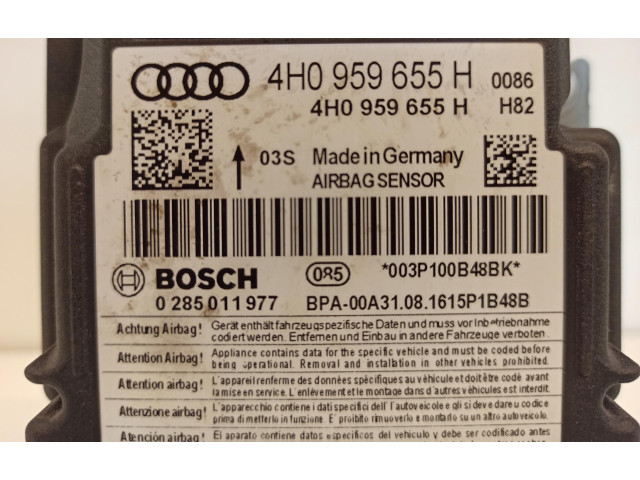 4H0 959 655 H 0086
4H0 959 655 H H82
03S Made in Germany
AIRBAG SENSOR
BOSCH 085 *003P100B48BK*
0 285 011 977 BPA-00A31.08.1615P1B48B
Achtung Airbag! Gerät enthält fahrzeugspezifische Daten und muss vor Inbetriebnahme
codiert werden. Entfernen und Einbau in andere Fahrzeuge verboten.
Attention Airbag! Appliance contains data for the specific vehicle and must be coded before
being operational. Removal and installation in other vehicles prohibited.
Attention airbag! L'appareil renferme des données spécifiques au véhicule et doit être codé avant
la mise en service. L'enlèvement et le montage dans d'autres véhicules est interdit.
Attenzione airbag! L'apparecchio contiene i dati specifici dell'autoveicolo e gli si deve dare u codice
prima di metterlo in funzione. E' proibito rimuoverlo e montarlo su un altro autoveicolo.
Atención airbag! El aparato contiene datos específicos del vehículo y debe ser codificado antes